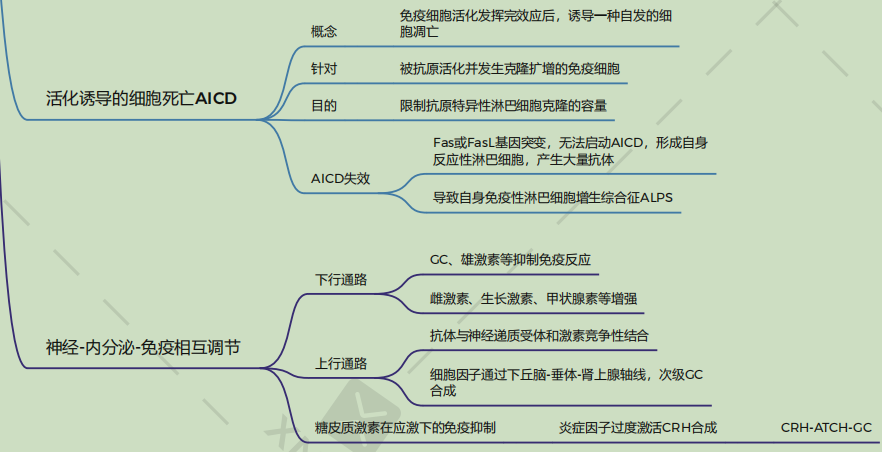 活化诱导的细胞死亡AICD
概念
免疫细胞活化发挥完效应后，诱导一种自发的细
胞凋亡
针对
被抗原活化并发生克隆扩增的免疫细胞
目的
限制抗原特异性淋巴细胞克隆的容量
AICD失效
Fas或FasL基因突变，无法启动AICD，形成自身
反应性淋巴细胞，产生大量抗体
导致自身免疫性淋巴细胞增生综合征ALPS
神经-内分泌-免疫相互调节
下行通路
GC、雄激素等抑制免疫反应
雌激素、生长激素、甲状腺素等增强
上行通路
抗体与神经递质受体和激素竞争性结合
细胞因子通过下丘脑-垂体-肾上腺轴线，次级GC
合成
糖皮质激素在应激下的免疫抑制
炎症因子过度激活CRH合成
CRH-ATCH-GC